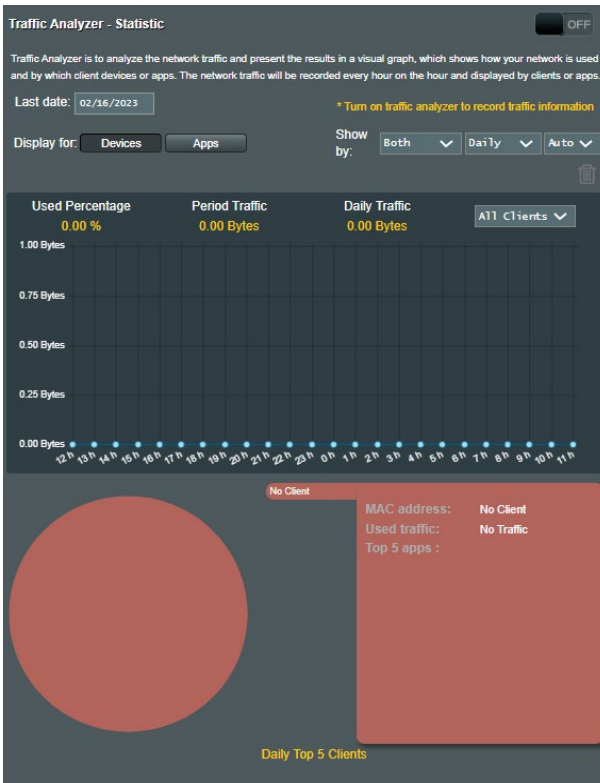 Traffic Analyzer - Statistic
OFF
Traffic Analyzer is to analyze the network traffic and present the results in a visual graph, which shows how your network is used
and by which client devices or apps. The network traffic will be recorded every hour on the hour and displayed by clients or apps.
Last date: 02/16/2023
* Turn on traffic analyzer to record traffic information
Display for: Devices Apps
Show by: Both Daily Auto
Used Percentage Period Traffic Daily Traffic
All Clients
0.00 % 0.00 Bytes 0.00 Bytes
1.00 Bytes
0.75 Bytes
0.50 Bytes
0.25 Bytes
0.00 Bytes
12 h 13 h 14 h 15 h 16 h 17 h 18 h 19 h 20 h 21 h 22 h 23 h 0 h 1 h 2 h 3 h 4 h 5 h 6 h 7 h 8 h 9 h 10 h 11 h
No Client
MAC address: No Client
Used traffic: No Traffic
Top 5 apps :
Daily Top 5 Clients